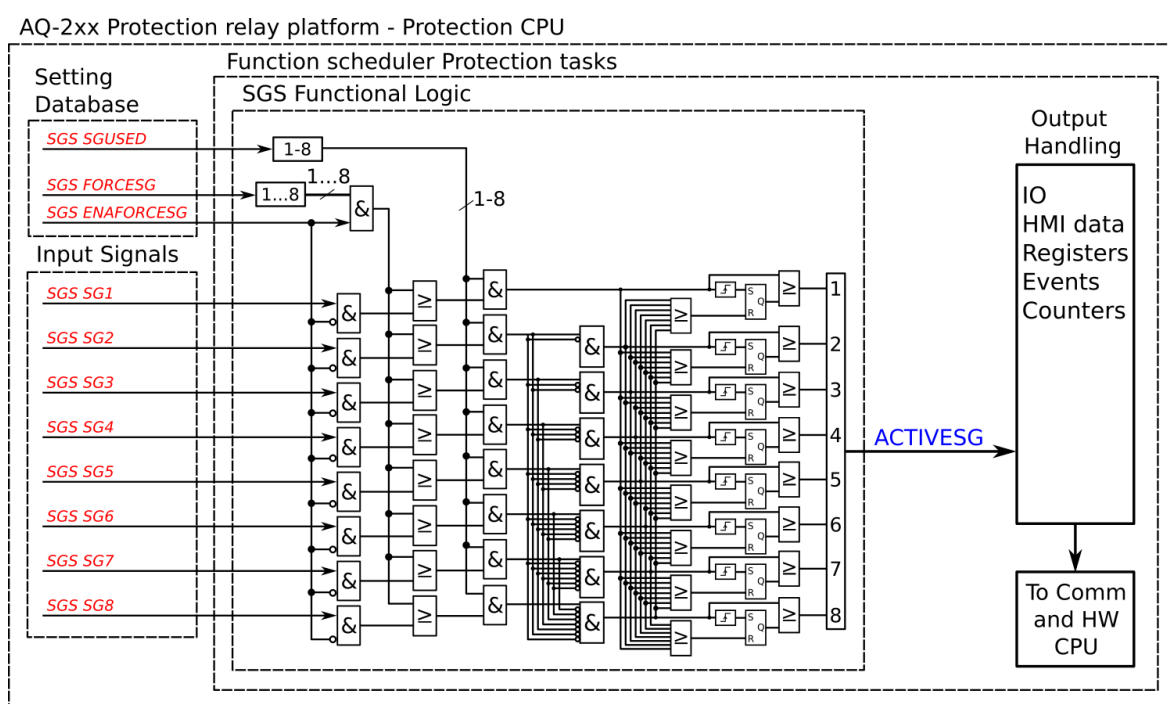 AQ-2xx Protection relay platform - Protection CPU
Function scheduler Protection tasks
SGS Functional Logic
Setting
Database
SGS SGUSED
SGS FORCESG
SGS ENAFORCESG
1-8
1...8
1...8
&
1-8
Input Signals
SGS SG1
SGS SG2
SGS SG3
SGS SG4
SGS SG5
SGS SG6
SGS SG7
SGS SG8
& & & & & & & &
≥ ≥ ≥ ≥ ≥ ≥ ≥ ≥
& & & & & & & &
& & & & & & &
≥ ≥ ≥ ≥ ≥ ≥ ≥ ≥
S Q R ≥ 1
S Q R ≥ 2
S Q R ≥ 3
S Q R ≥ 4
S Q R ≥ 5
S Q R ≥ 6
S Q R ≥ 7
S Q R ≥ 8
ACTIVESG
Output
Handling
IO
HMI data
Registers
Events
Counters
To Comm
and HW
CPU